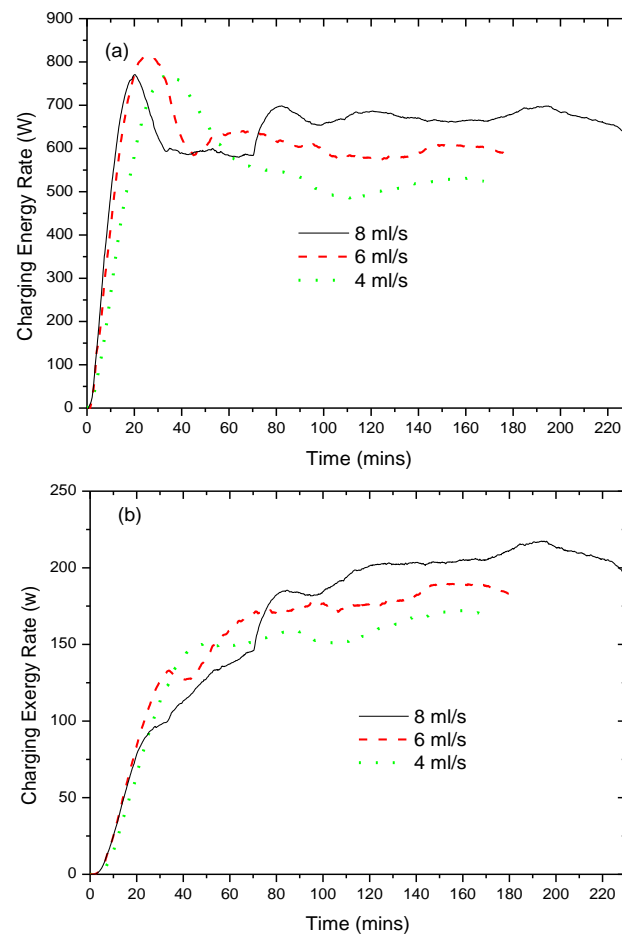 900
(a)
800
700
600
500
400
300
200
100
0
Charging Energy Rate (W)
8 ml/s
6 ml/s
4 ml/s
0 20 40 60 80 100 120 140 160 180 200 220
Time (mins)
250
(b)
200
150
100
50
0
Charging Exergy Rate (w)
8 ml/s
6 ml/s
4 ml/s
0 20 40 60 80 100 120 140 160 180 200 220
Time (mins)